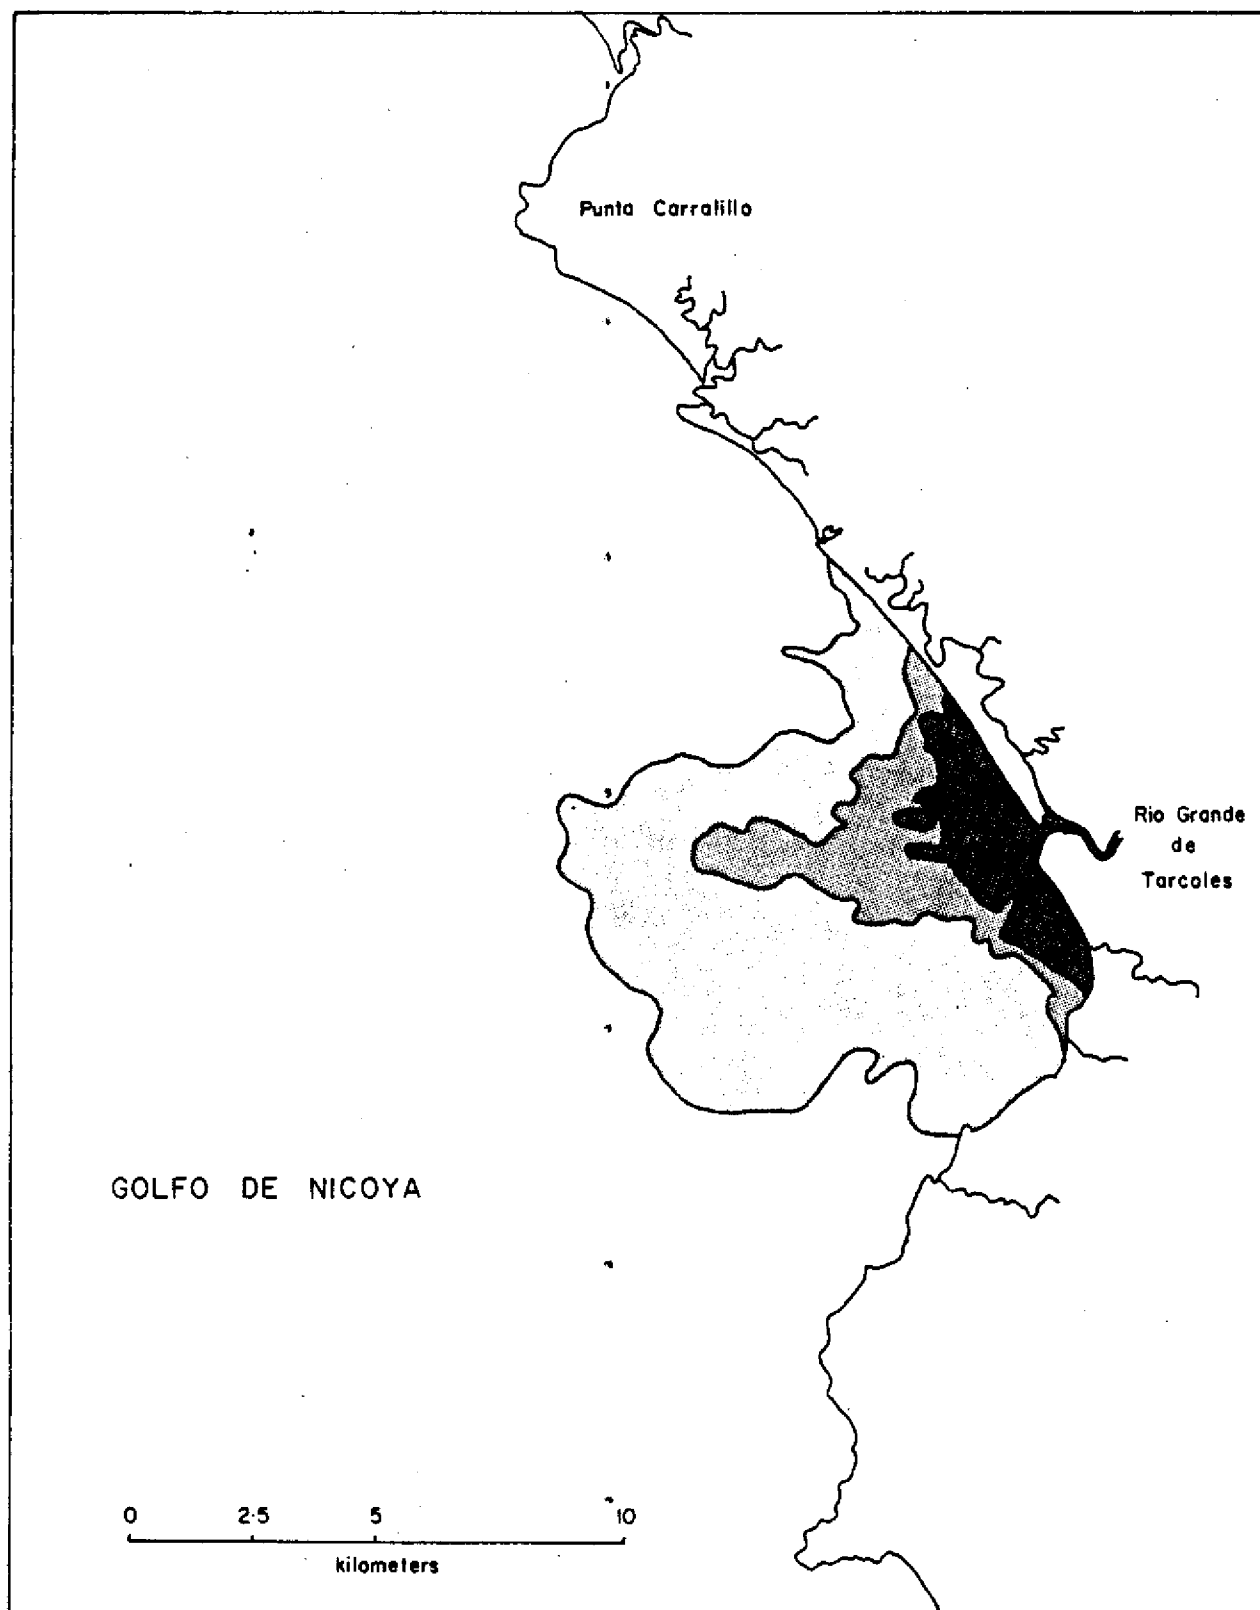 Punta Carralillo
Rio Grande
de
Tarcoles
GOLFO DE NICOYA
0 2·5 5 10
kilometers